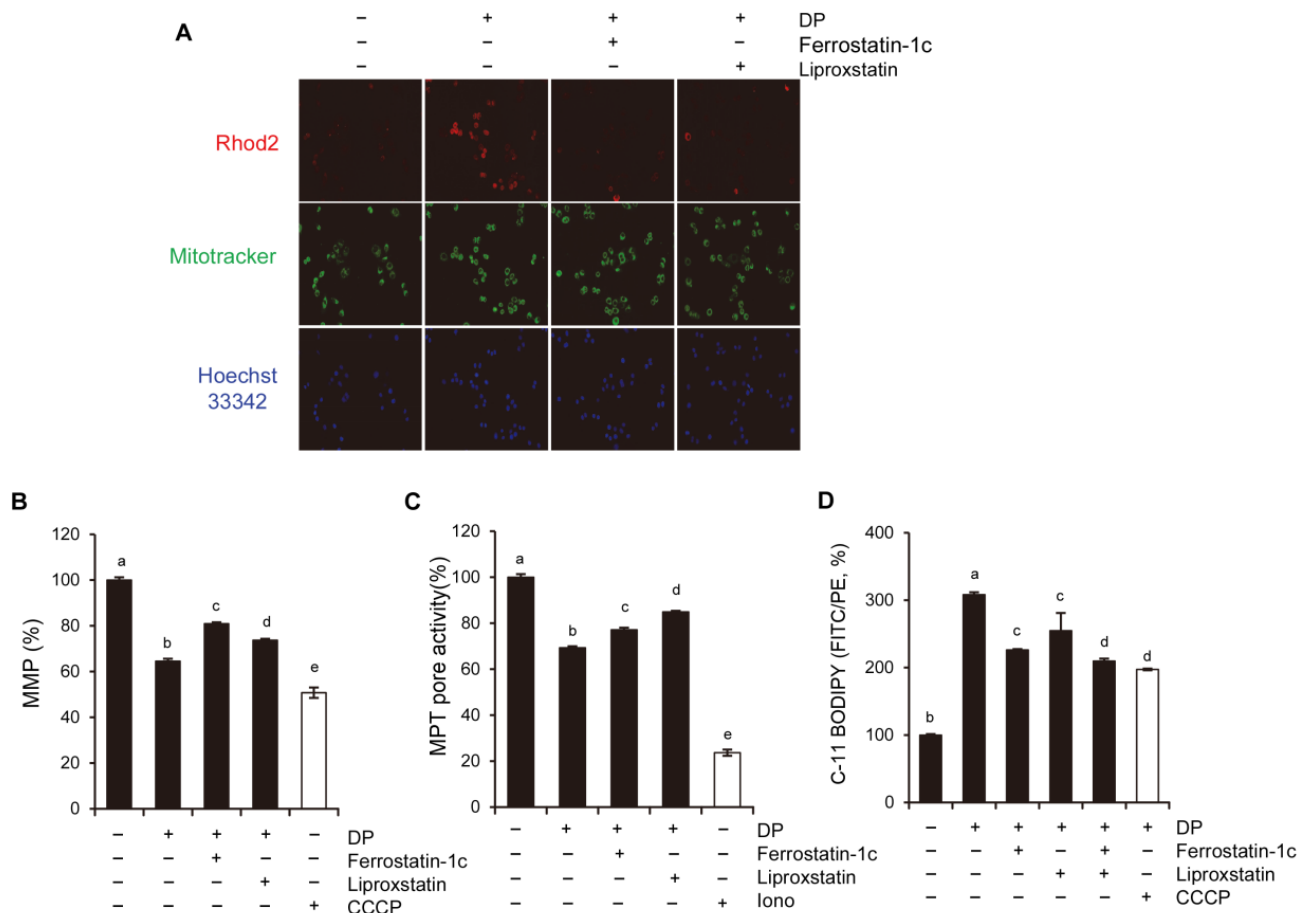 A
– + + + DP
– – + – Ferrostatin-1c
– – – + Liproxstatin
Rhod2
Mitotracker
Hoechst
33342
B
MMP (%)
120
100
80
60
40
20
0
a
b
c
d
e
– + + + – DP
– – + – – Ferrostatin-1c
– – – + – Liproxstatin
– – – – + CCCP
C
MPT pore activity(%)
120
100
80
60
40
20
0
a
b
c
d
e
– + + + – DP
– – + – – Ferrostatin-1c
– – – + – Liproxstatin
– – – – + Iono
D
C-11 BODIPY (FITC/PE, %)
400
300
200
100
0
b
a
c
c
d
d
– + + + + + DP
– – + – + – Ferrostatin-1c
– – – + + – Liproxstatin
– – – – – + CCCP